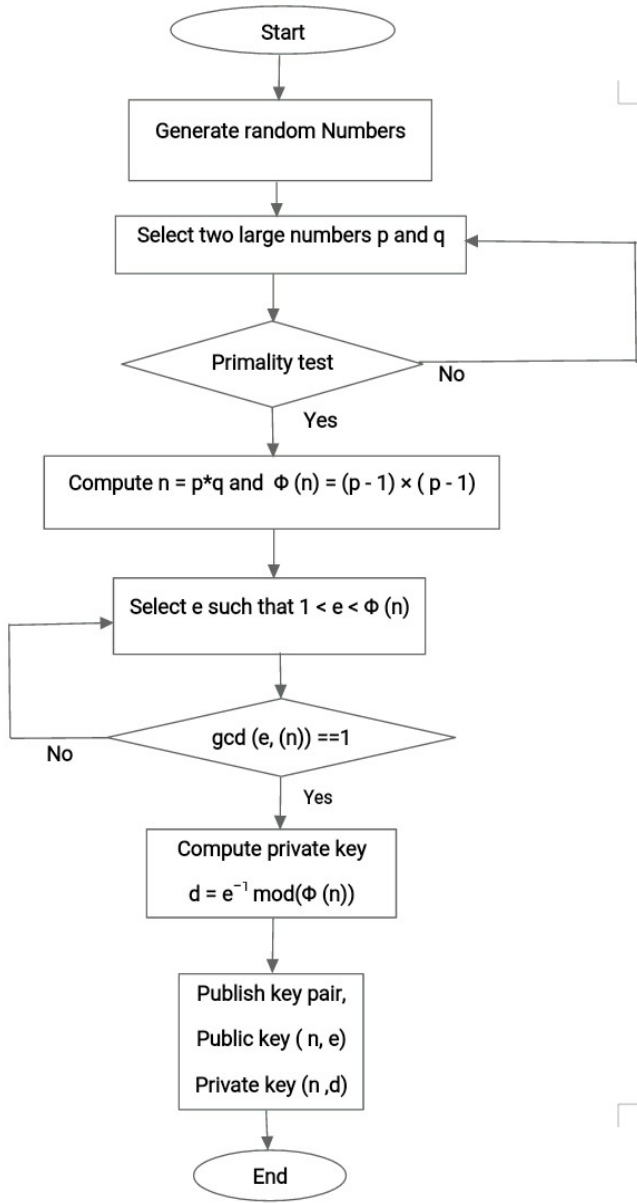 Start
Generate random Numbers
Select two large numbers p and q
Primality test
No
Yes
Compute n = p*q and Φ (n) = (p - 1) × ( p - 1)
Select e such that 1 < e < Φ (n)
gcd (e, (n)) ==1
No
Yes
Compute private key
d = e⁻¹ mod(Φ (n))
Publish key pair,
Public key ( n, e)
Private key (n ,d)
End